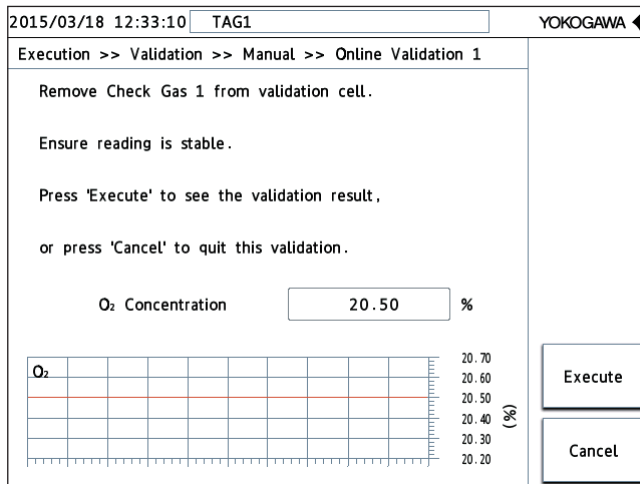 2015/03/18 12:33:10 TAG1 YOKOGAWA
Execution >> Validation >> Manual >> Online Validation 1
Remove Check Gas 1 from validation cell.
Ensure reading is stable.
Press 'Execute' to see the validation result,
or press 'Cancel' to quit this validation.
O₂ Concentration 20.50 %
O₂
20.70
20.60
20.50
20.40
20.30
20.20
(%)
Execute
Cancel